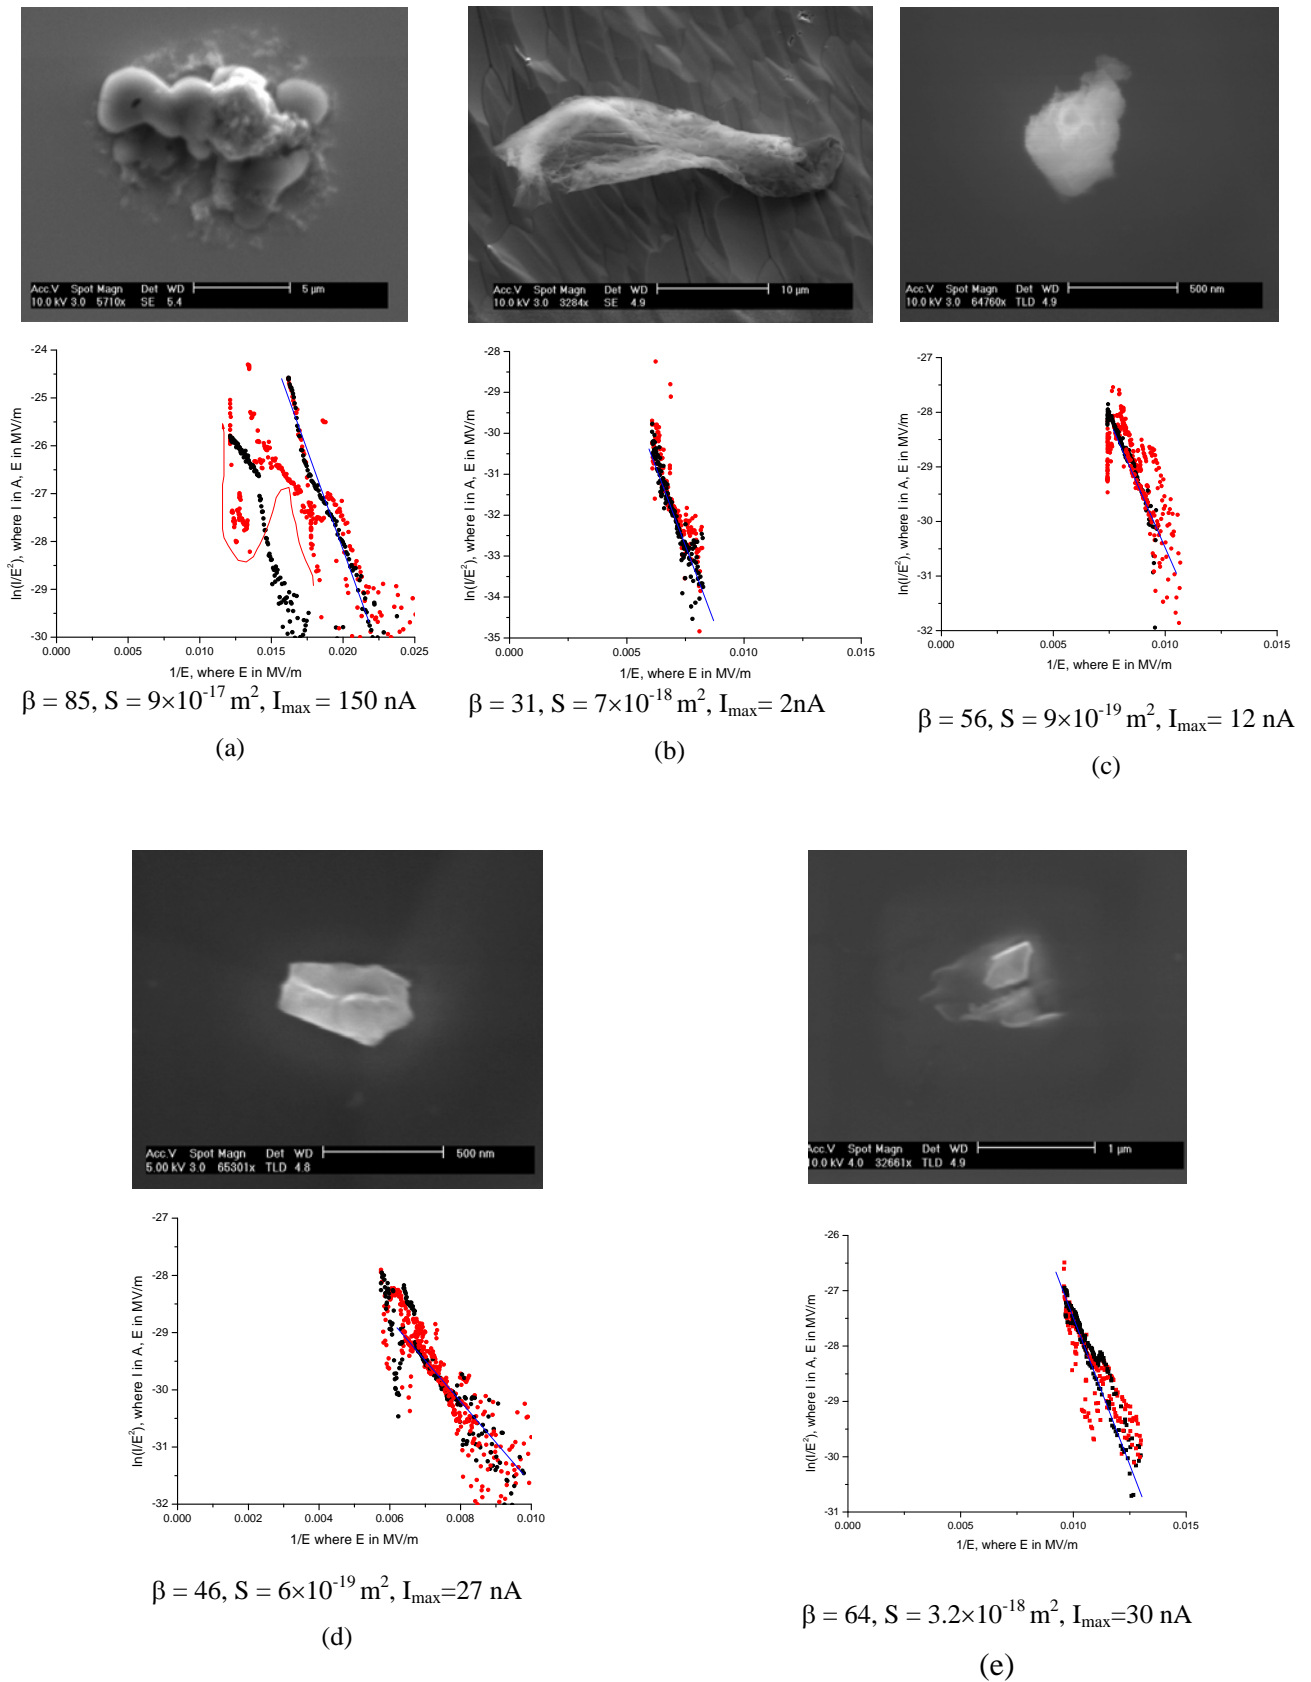 Acc.V Spot Magn Det WD 5 µm
10.0 kV 3.0 5710x SE 5.4
Acc.V Spot Magn Det WD 10 µm
10.0 kV 3.0 3284x SE 4.9
Acc.V Spot Magn Det WD 500 nm
10.0 kV 3.0 64760x TLD 4.9
-24
-25
-26
-27
-28
-29
-30
0.000 0.005 0.010 0.015 0.020 0.025
ln(I/E²), where I in A, E in MV/m
1/E, where E in MV/m
β = 85, S = 9×10⁻¹⁷ m², Imax = 150 nA
(a)
-28
-29
-30
-31
-32
-33
-34
-35
0.000 0.005 0.010 0.015
ln(I/E²), where I in A, E in MV/m
1/E, where E in MV/m
β = 31, S = 7×10⁻¹⁸ m², Imax= 2nA
(b)
-27
-28
-29
-30
-31
-32
0.000 0.005 0.010 0.015
ln(I/E²), where I in A, E in MV/m
1/E, where E in MV/m
β = 56, S = 9×10⁻¹⁹ m², Imax= 12 nA
(c)
Acc.V Spot Magn Det WD 500 nm
5.00 kV 3.0 65301x TLD 4.8
Acc.V Spot Magn Det WD 1 µm
10.0 kV 4.0 32661x TLD 4.9
-27
-28
-29
-30
-31
-32
0.000 0.002 0.004 0.006 0.008 0.010
ln(I/E²), where I in A, E in MV/m
1/E where E in MV/m
β = 46, S = 6×10⁻¹⁹ m², Imax=27 nA
(d)
-26
-27
-28
-29
-30
-31
0.000 0.005 0.010 0.015
ln(I/E²), where I in A, E in MV/m
1/E, where E in MV/m
β = 64, S = 3.2×10⁻¹⁸ m², Imax=30 nA
(e)